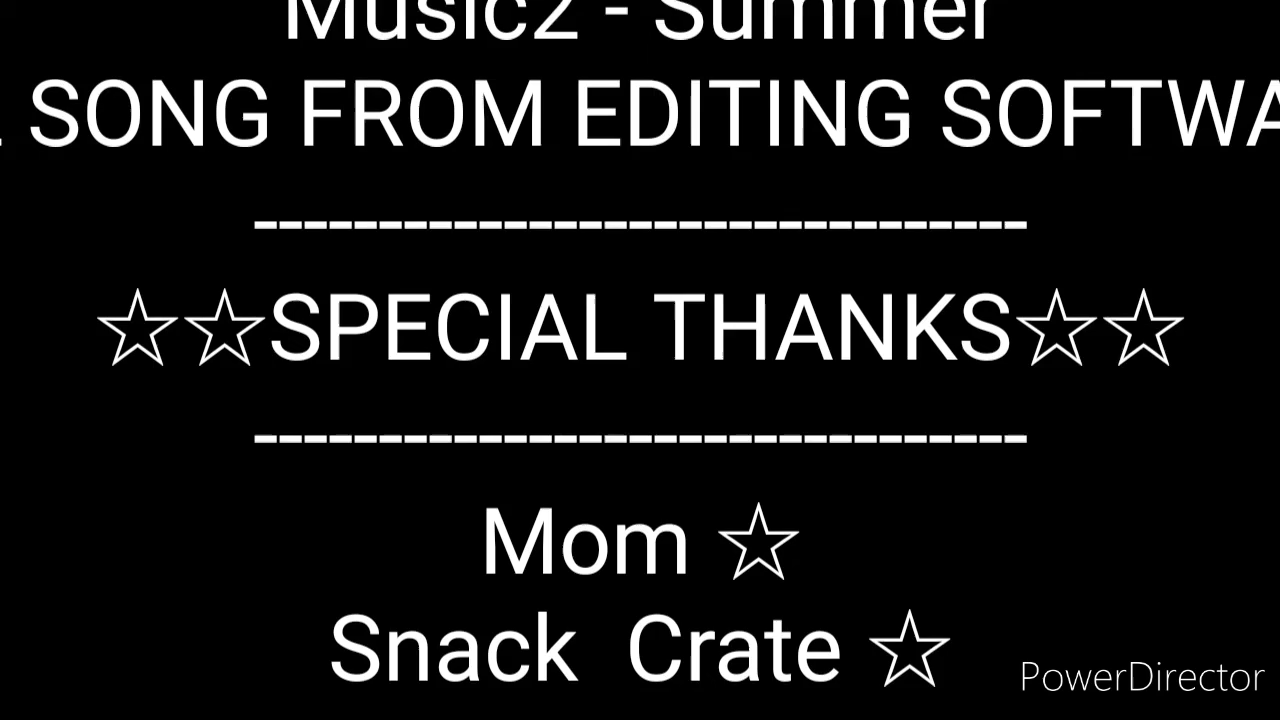 Music2 - Summer
SONG FROM EDITING SOFTWA
-------------------------------
☆☆SPECIAL THANKS☆☆
-------------------------------
Mom ☆
Snack  Crate ☆
PowerDirector